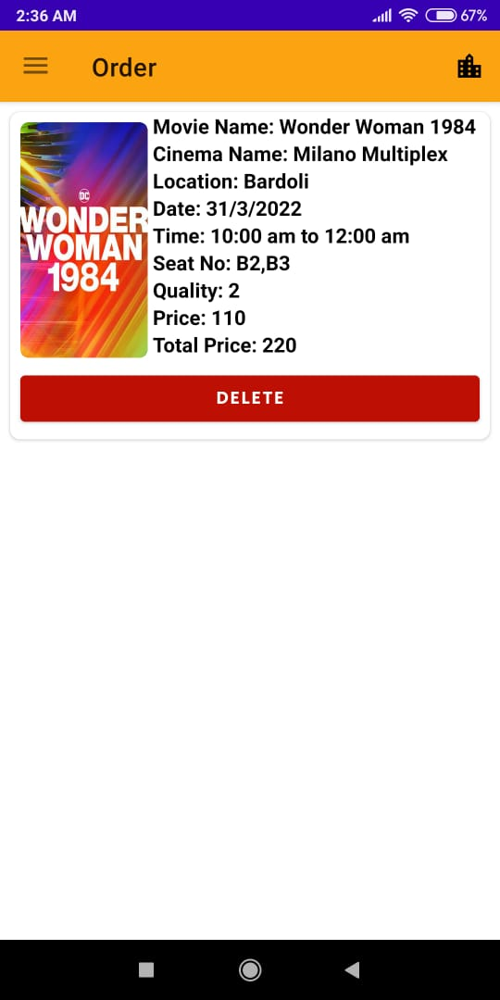 2:36 AM
67%
Order
DC
WONDER
WOMAN
1984
Movie Name: Wonder Woman 1984
Cinema Name: Milano Multiplex
Location: Bardoli
Date: 31/3/2022
Time: 10:00 am to 12:00 am
Seat No: B2,B3
Quality: 2
Price: 110
Total Price: 220
DELETE